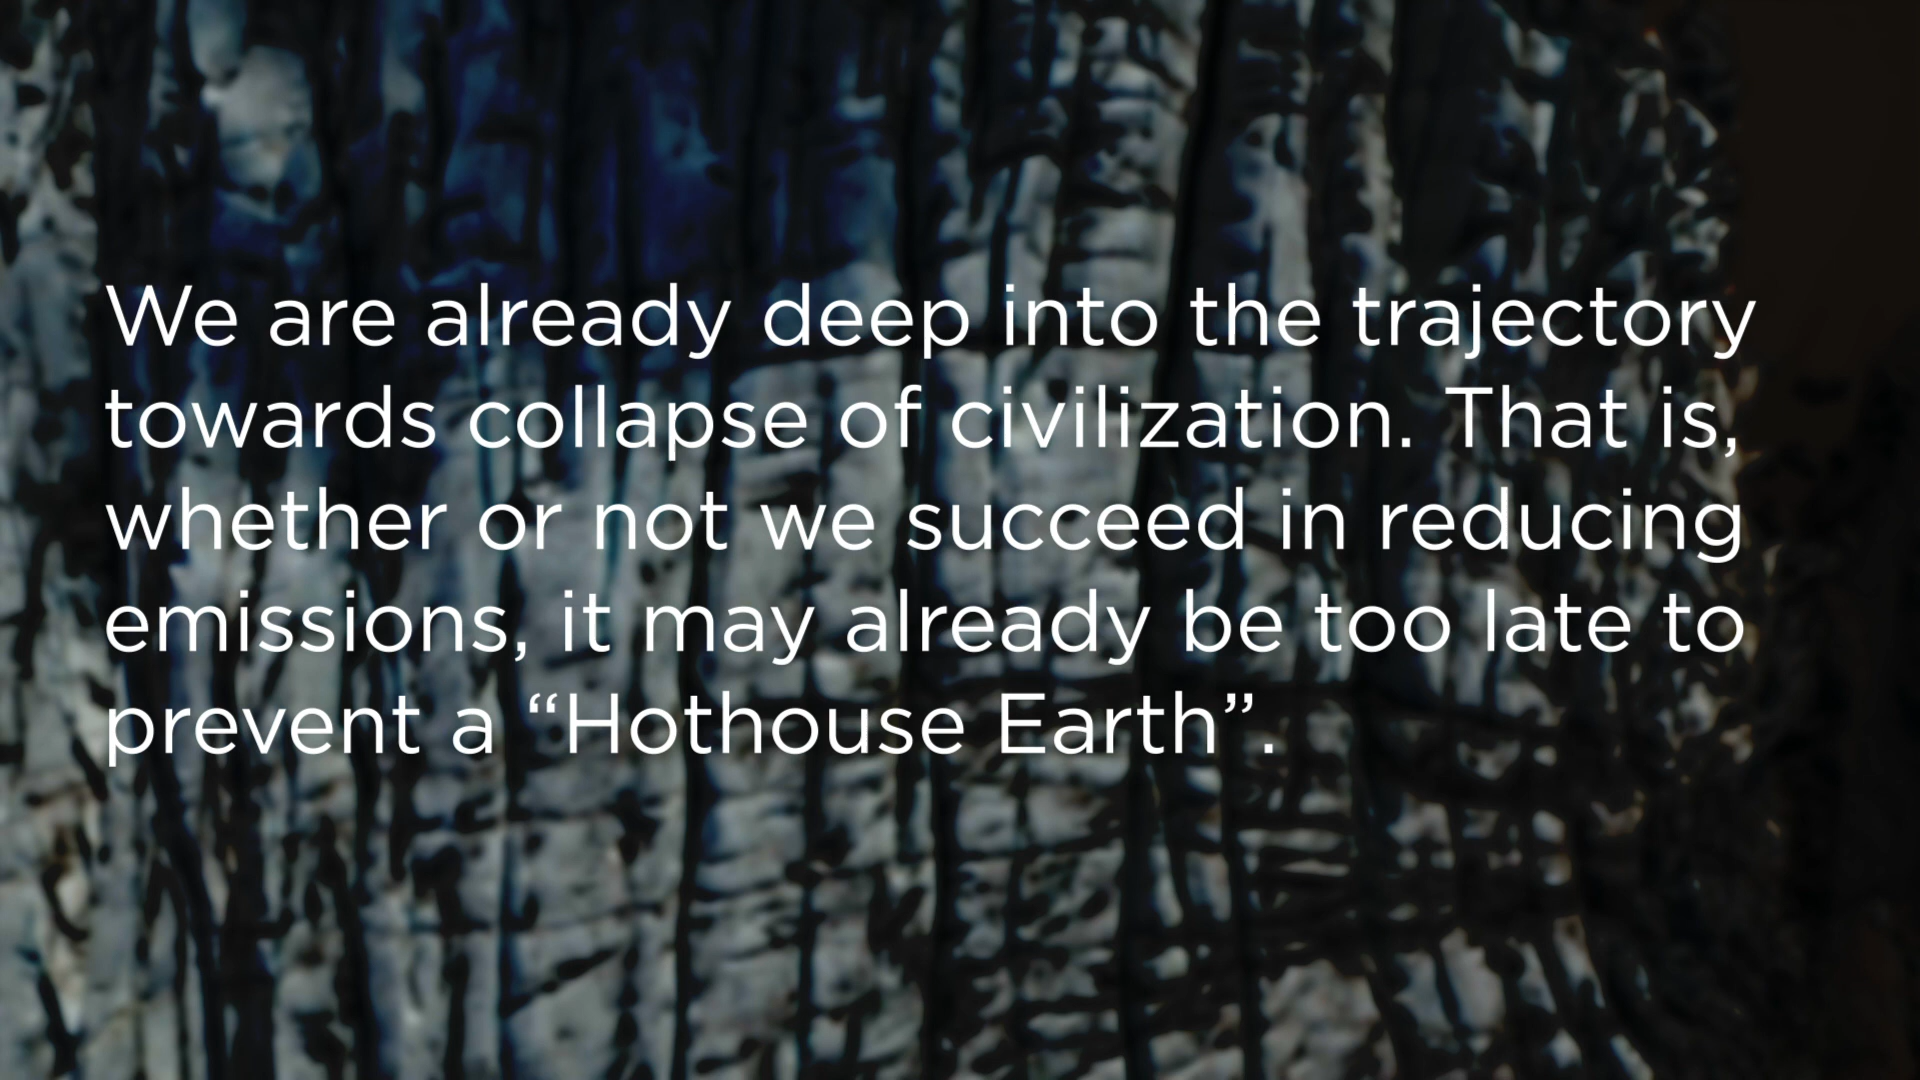 We are already deep into the trajectory
towards collapse of civilization. That is,
whether or not we succeed in reducing
emissions, it may already be too late to
prevent a “Hothouse Earth”.